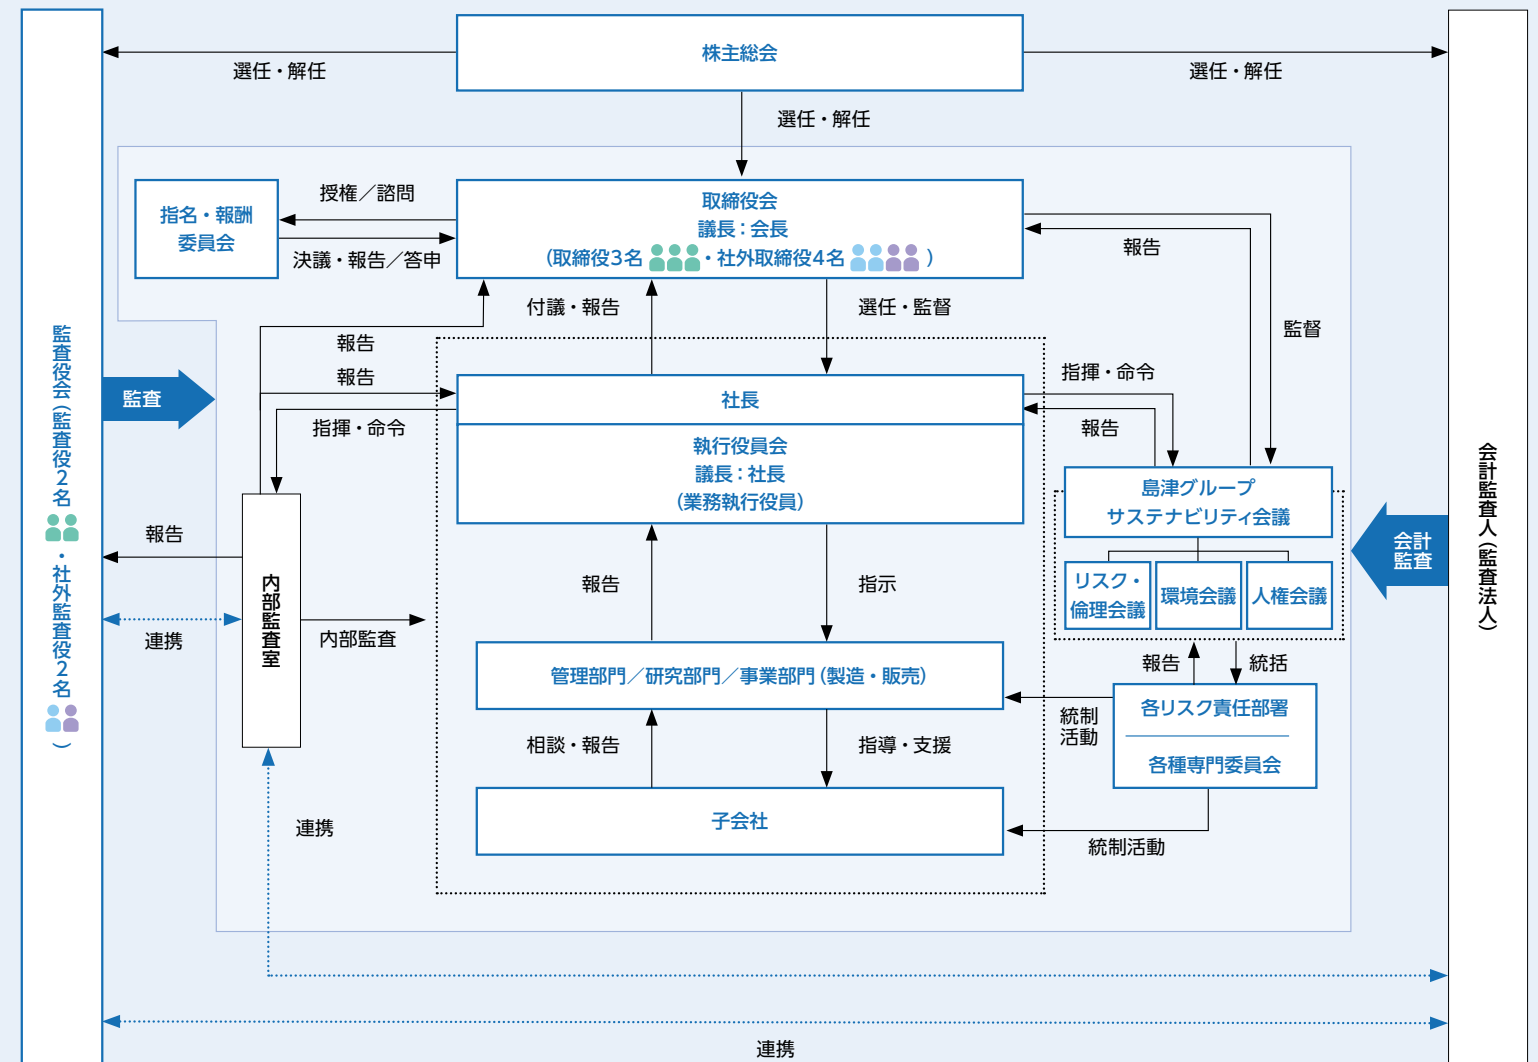 株主総会
選任・解任
選任・解任
選任・解任
指名・報酬
委員会
授権／諮問
決議・報告／答申
取締役会
議長：会長
（取締役3名・社外取締役4名）
報告
監督
付議・報告
選任・監督
報告
報告
指揮・命令
社長
執行役員会
議長：社長
（業務執行役員）
指揮・命令
報告
監査
監査役会（監査役2名・社外監査役2名）
島津グループ
サステナビリティ会議
リスク・
倫理会議
環境会議
人権会議
会計
監査
会計監査人（監査法人）
報告
連携
内部監査室
内部監査
報告
指示
管理部門／研究部門／事業部門（製造・販売）
報告
統括
各リスク責任部署
各種専門委員会
統制
活動
相談・報告
指導・支援
子会社
統制活動
連携
連携